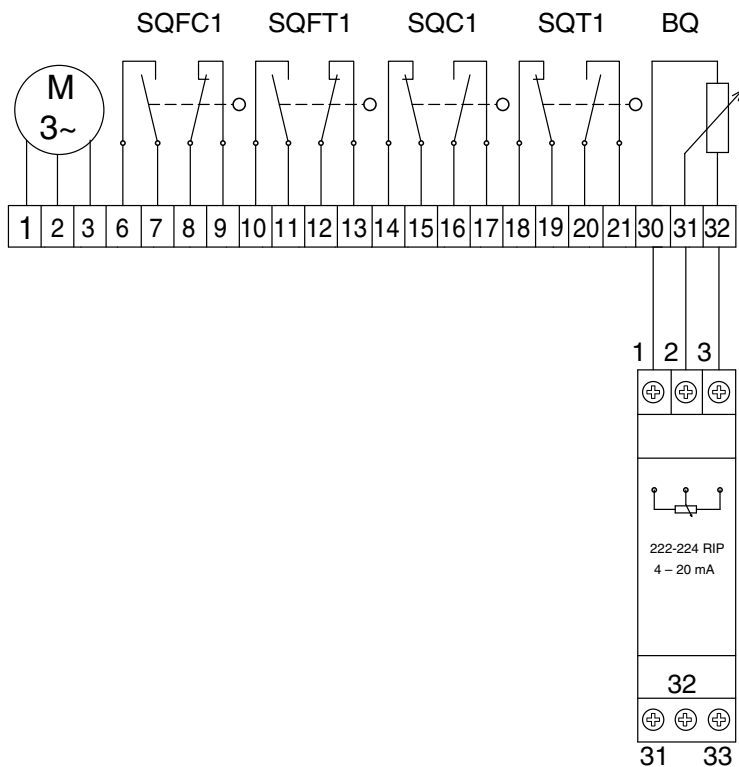 SQFC1 SQFT1 SQC1 SQT1 BQ
M
3~
1 2 3 6 7 8 9 10 11 12 13 14 15 16 17 18 19 20 21 30 31 32
1 2 3
222-224 RIP
4 – 20 mA
32
31 33